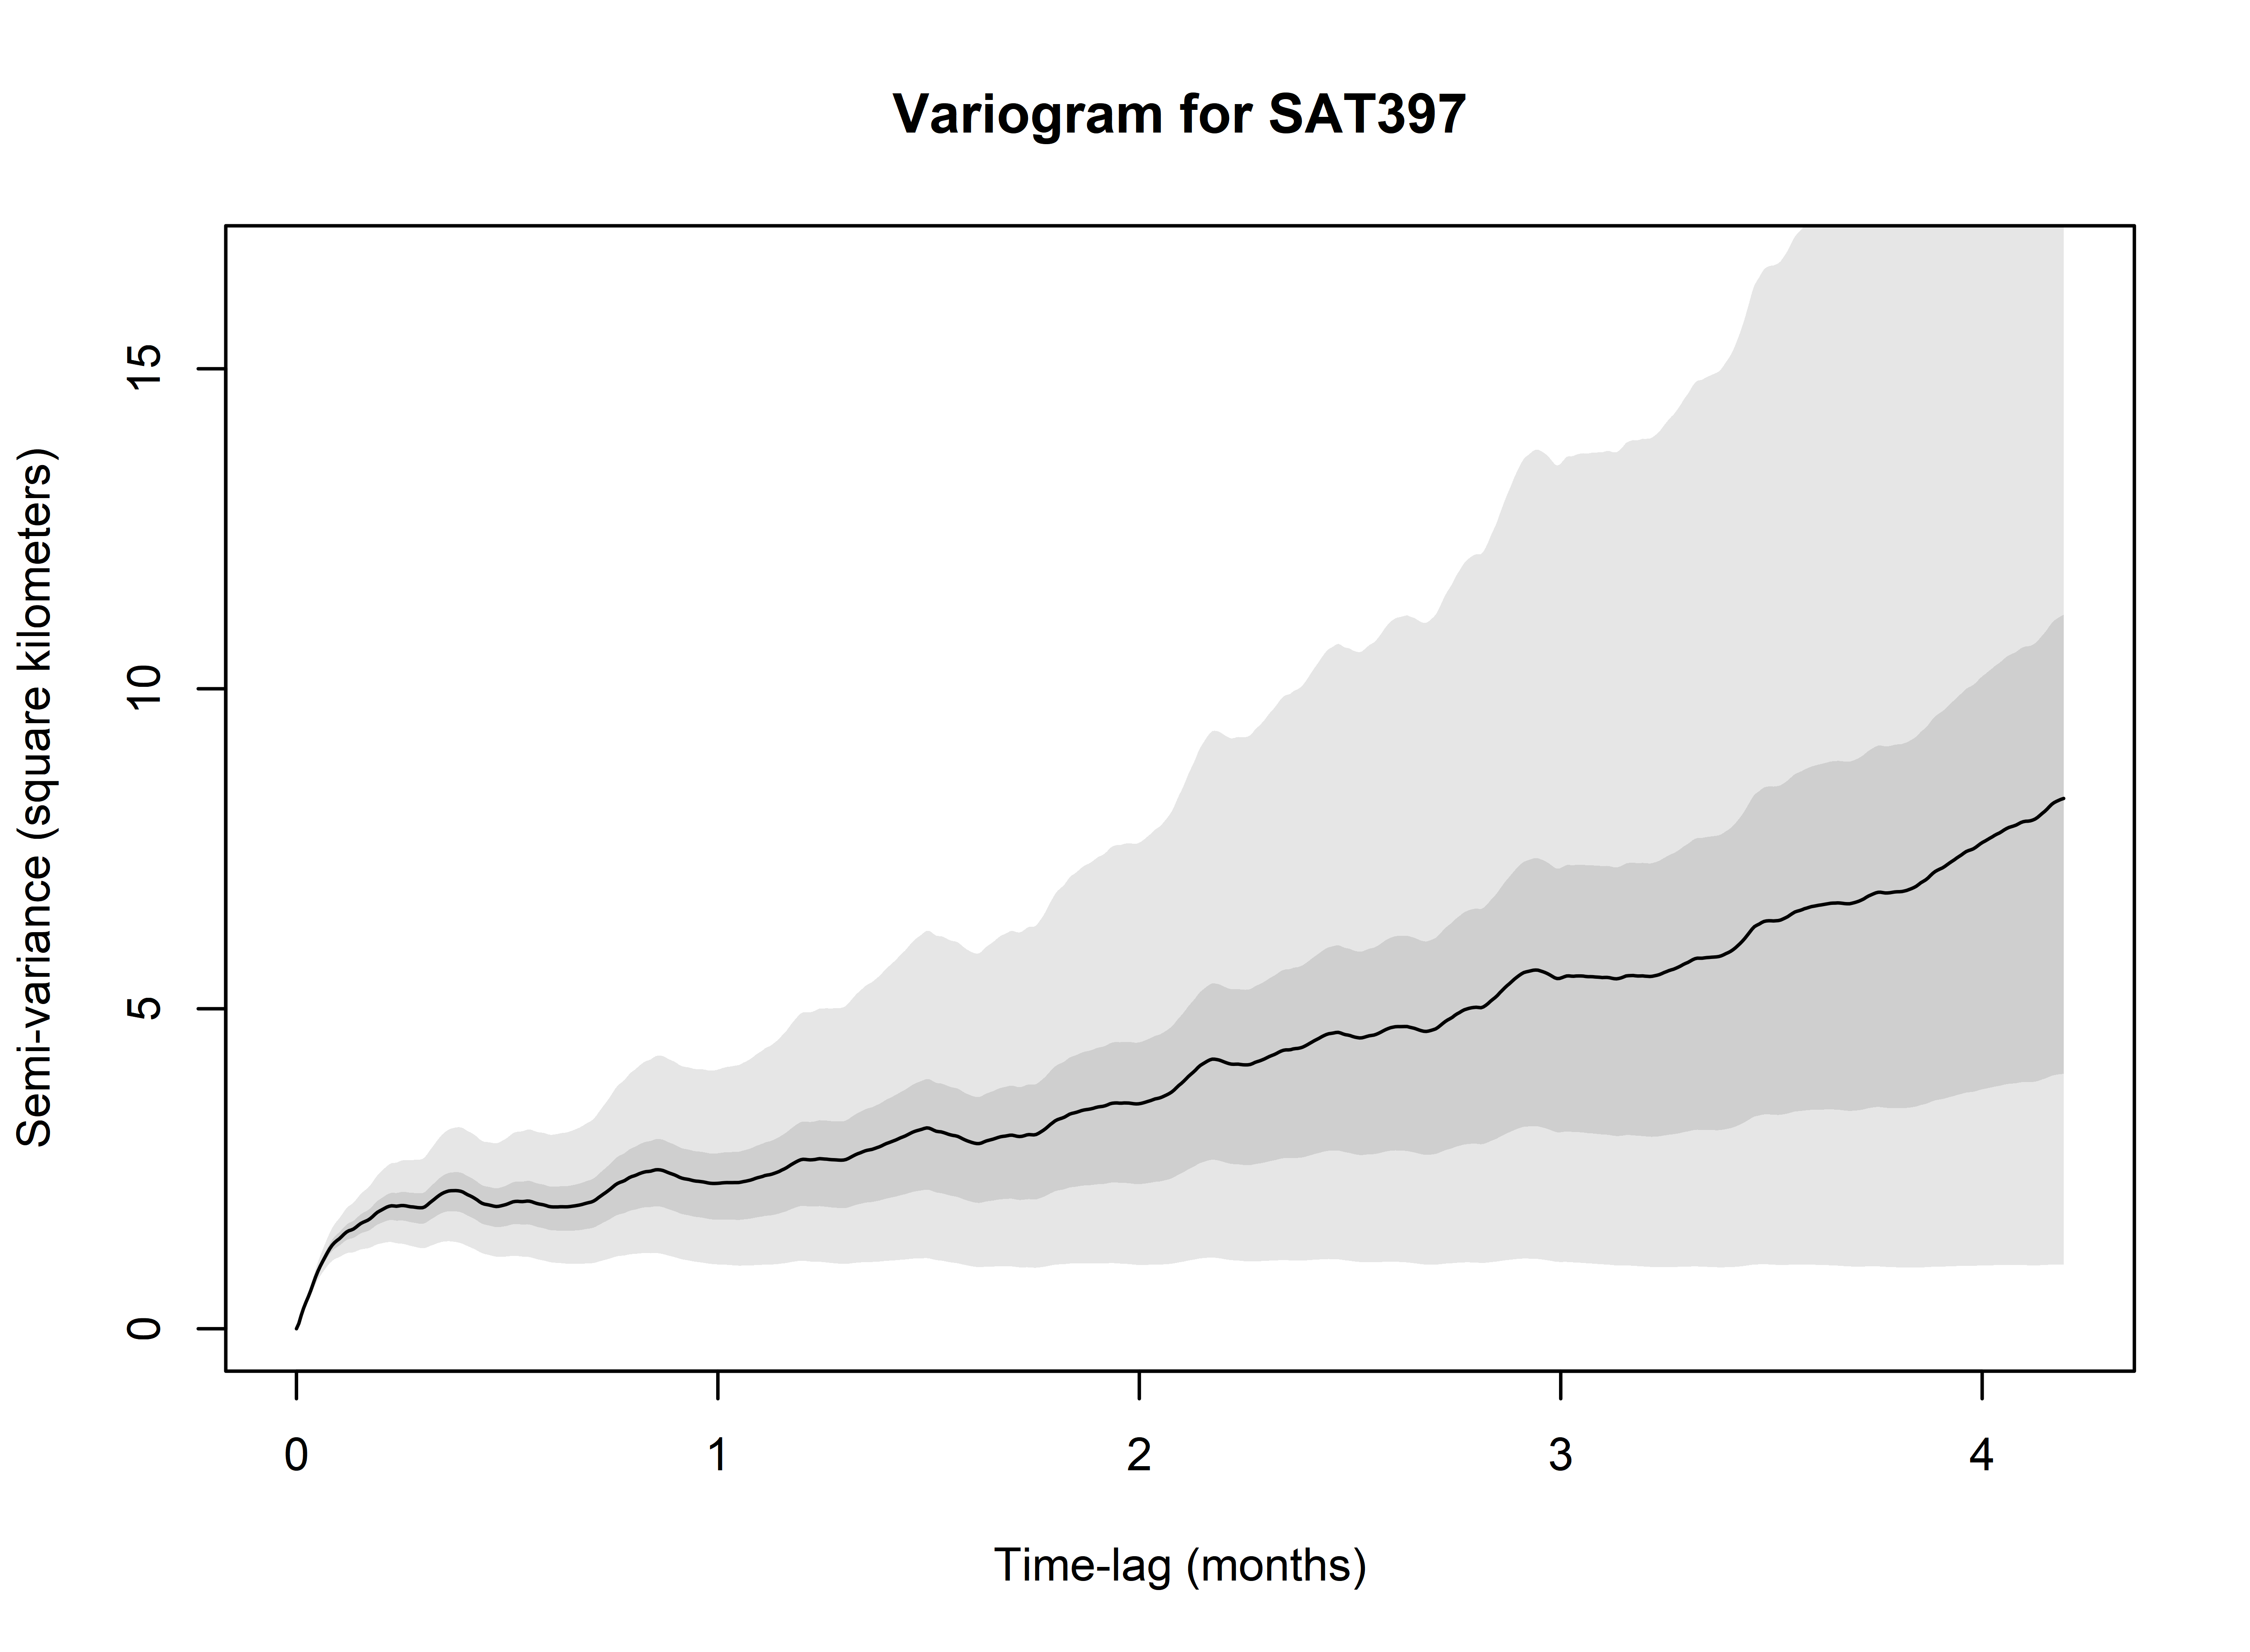 Variogram for SAT397
Semi-variance (square kilometers)
15
10
5
0
0 1 2 3 4
Time-lag (months)